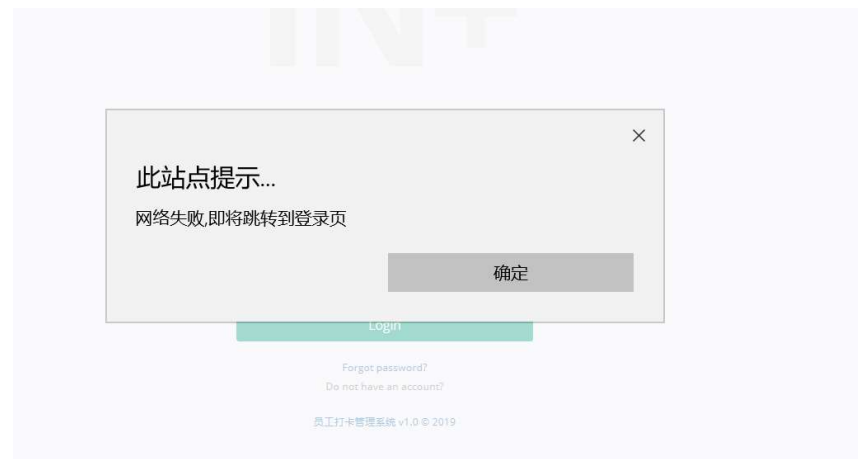 IN+
此站点提示...
网络失败,即将跳转到登录页
确定
Login
Forgot password?
Do not have an account?
员工打卡管理系统 v1.0 © 2019